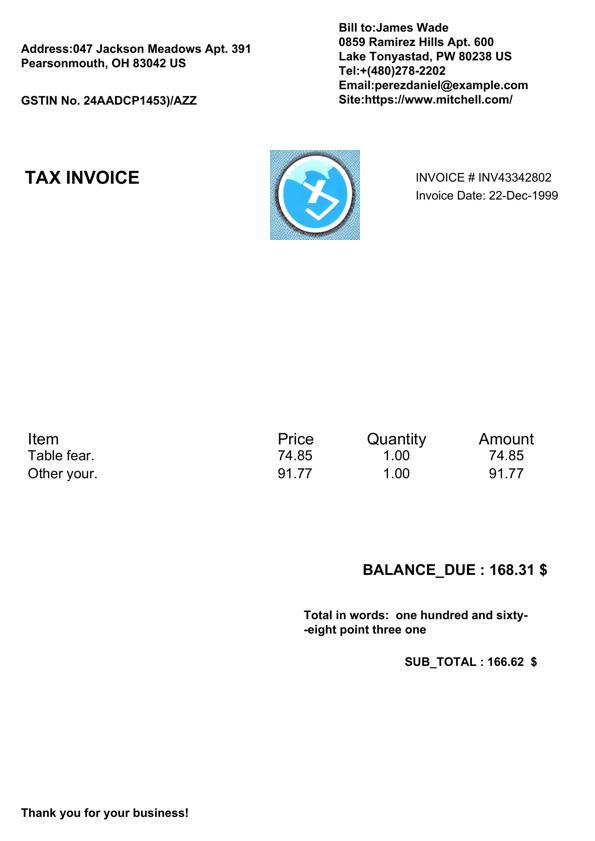 Address:047 Jackson Meadows Apt. 391
Pearsonmouth, OH 83042 US
GSTIN No. 24AADCP1453)/AZZ
Bill to:James Wade
0859 Ramirez Hills Apt. 600
Lake Tonyastad, PW 80238 US
Tel:+(480)278-2202
Email:perezdaniel@example.com
Site:https://www.mitchell.com/
TAX INVOICE
INVOICE # INV43342802
Invoice Date: 22-Dec-1999
Item Price Quantity Amount
Table fear. 74.85 1.00 74.85
Other your. 91.77 1.00 91.77
BALANCE_DUE : 168.31 $
Total in words:  one hundred and sixty-
-eight point three one
SUB_TOTAL : 166.62  $
Thank you for your business!